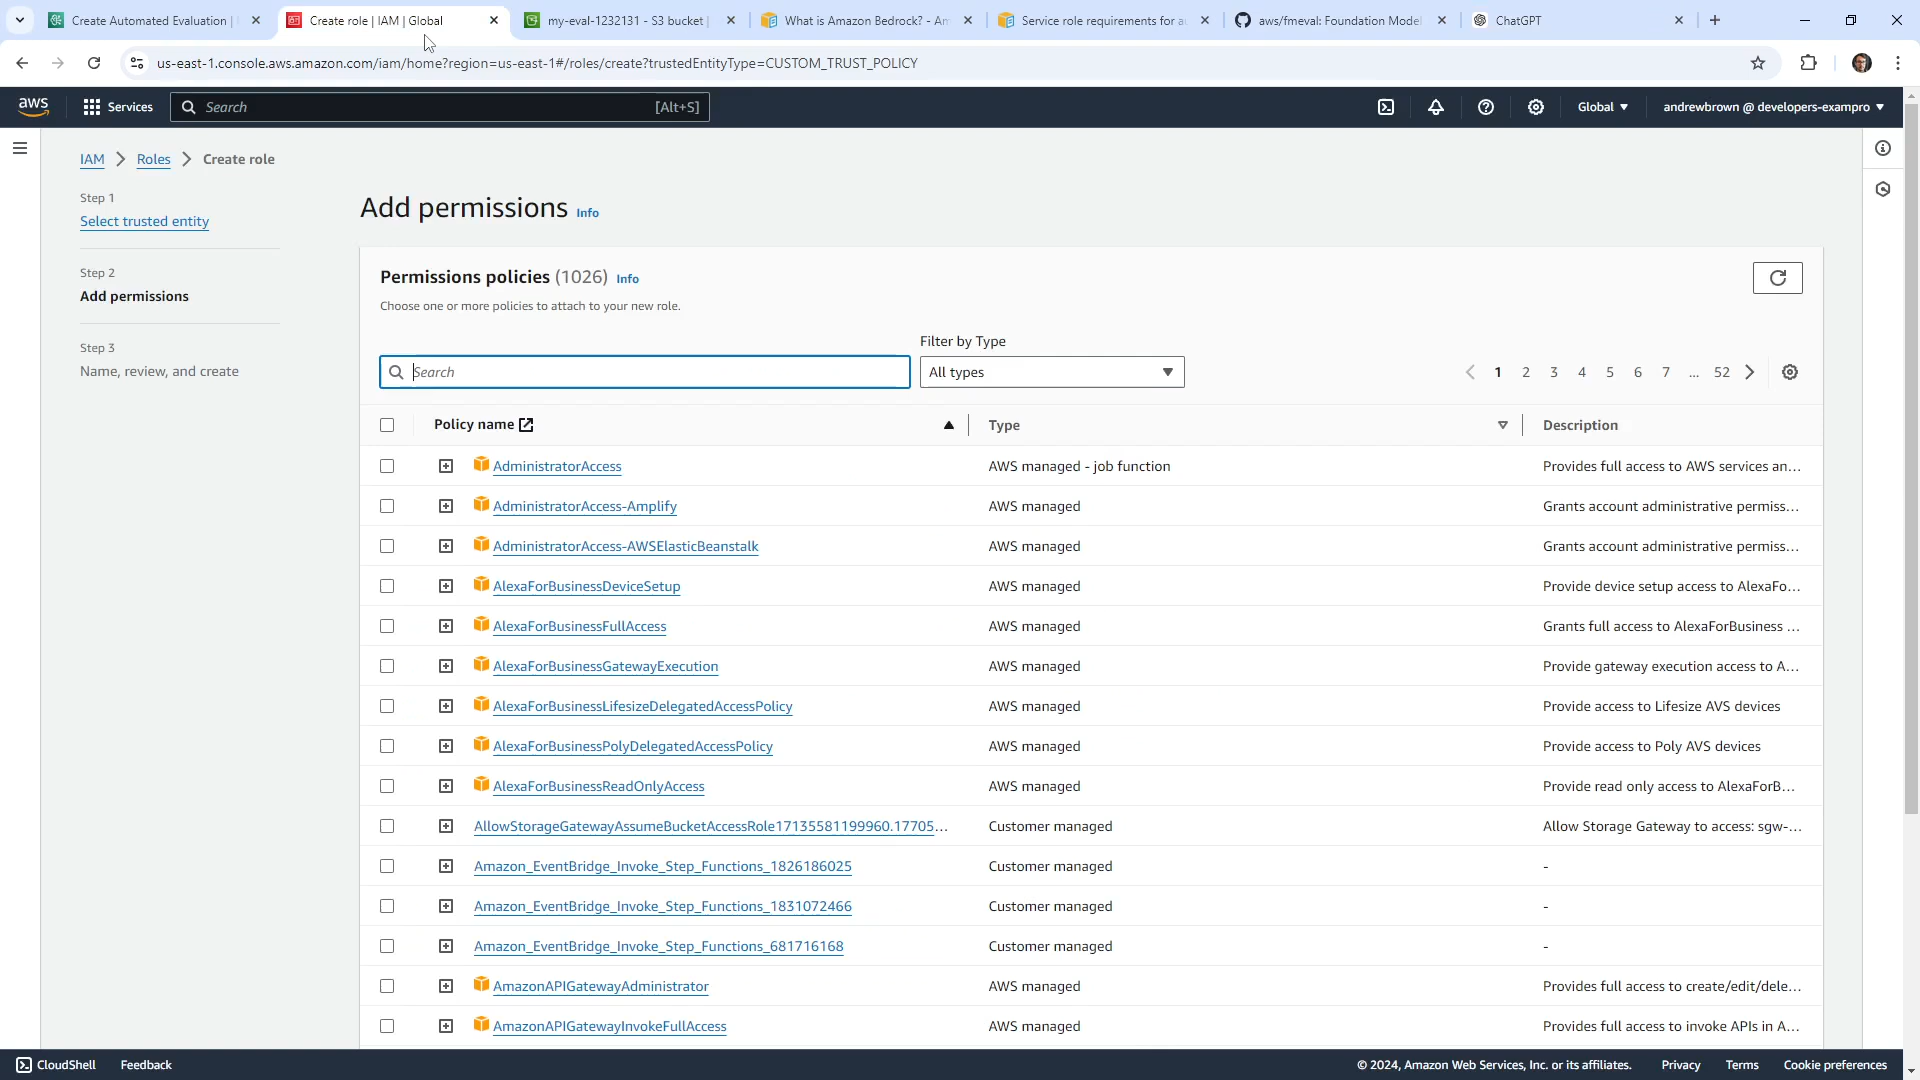 Create Automated Evaluation |
Create role | IAM | Global
my-eval-1232131 - S3 bucket |
What is Amazon Bedrock? - Am
Service role requirements for au
aws/fmeval: Foundation Model
ChatGPT
us-east-1.console.aws.amazon.com/iam/home?region=us-east-1#/roles/create?trustedEntityType=CUSTOM_TRUST_POLICY
aws
Services
Search
[Alt+S]
Global
andrewbrown @ developers-exampro
IAM
Roles
Create role
Step 1
Select trusted entity
Step 2
Add permissions
Step 3
Name, review, and create
Add permissions Info
Permissions policies (1026) Info
Choose one or more policies to attach to your new role.
Filter by Type
Search
All types
1 2 3 4 5 6 7 ... 52
Policy name Type Description
AdministratorAccess AWS managed - job function Provides full access to AWS services an...
AdministratorAccess-Amplify AWS managed Grants account administrative permiss...
AdministratorAccess-AWSElasticBeanstalk AWS managed Grants account administrative permiss...
AlexaForBusinessDeviceSetup AWS managed Provide device setup access to AlexaFo...
AlexaForBusinessFullAccess AWS managed Grants full access to AlexaForBusiness ...
AlexaForBusinessGatewayExecution AWS managed Provide gateway execution access to A...
AlexaForBusinessLifesizeDelegatedAccessPolicy AWS managed Provide access to Lifesize AVS devices
AlexaForBusinessPolyDelegatedAccessPolicy AWS managed Provide access to Poly AVS devices
AlexaForBusinessReadOnlyAccess AWS managed Provide read only access to AlexaForB...
AllowStorageGatewayAssumeBucketAccessRole17135581199960.17705... Customer managed Allow Storage Gateway to access: sgw-...
Amazon_EventBridge_Invoke_Step_Functions_1826186025 Customer managed -
Amazon_EventBridge_Invoke_Step_Functions_1831072466 Customer managed -
Amazon_EventBridge_Invoke_Step_Functions_681716168 Customer managed -
AmazonAPIGatewayAdministrator AWS managed Provides full access to create/edit/dele...
AmazonAPIGatewayInvokeFullAccess AWS managed Provides full access to invoke APIs in A...
CloudShell
Feedback
© 2024, Amazon Web Services, Inc. or its affiliates.
Privacy
Terms
Cookie preferences